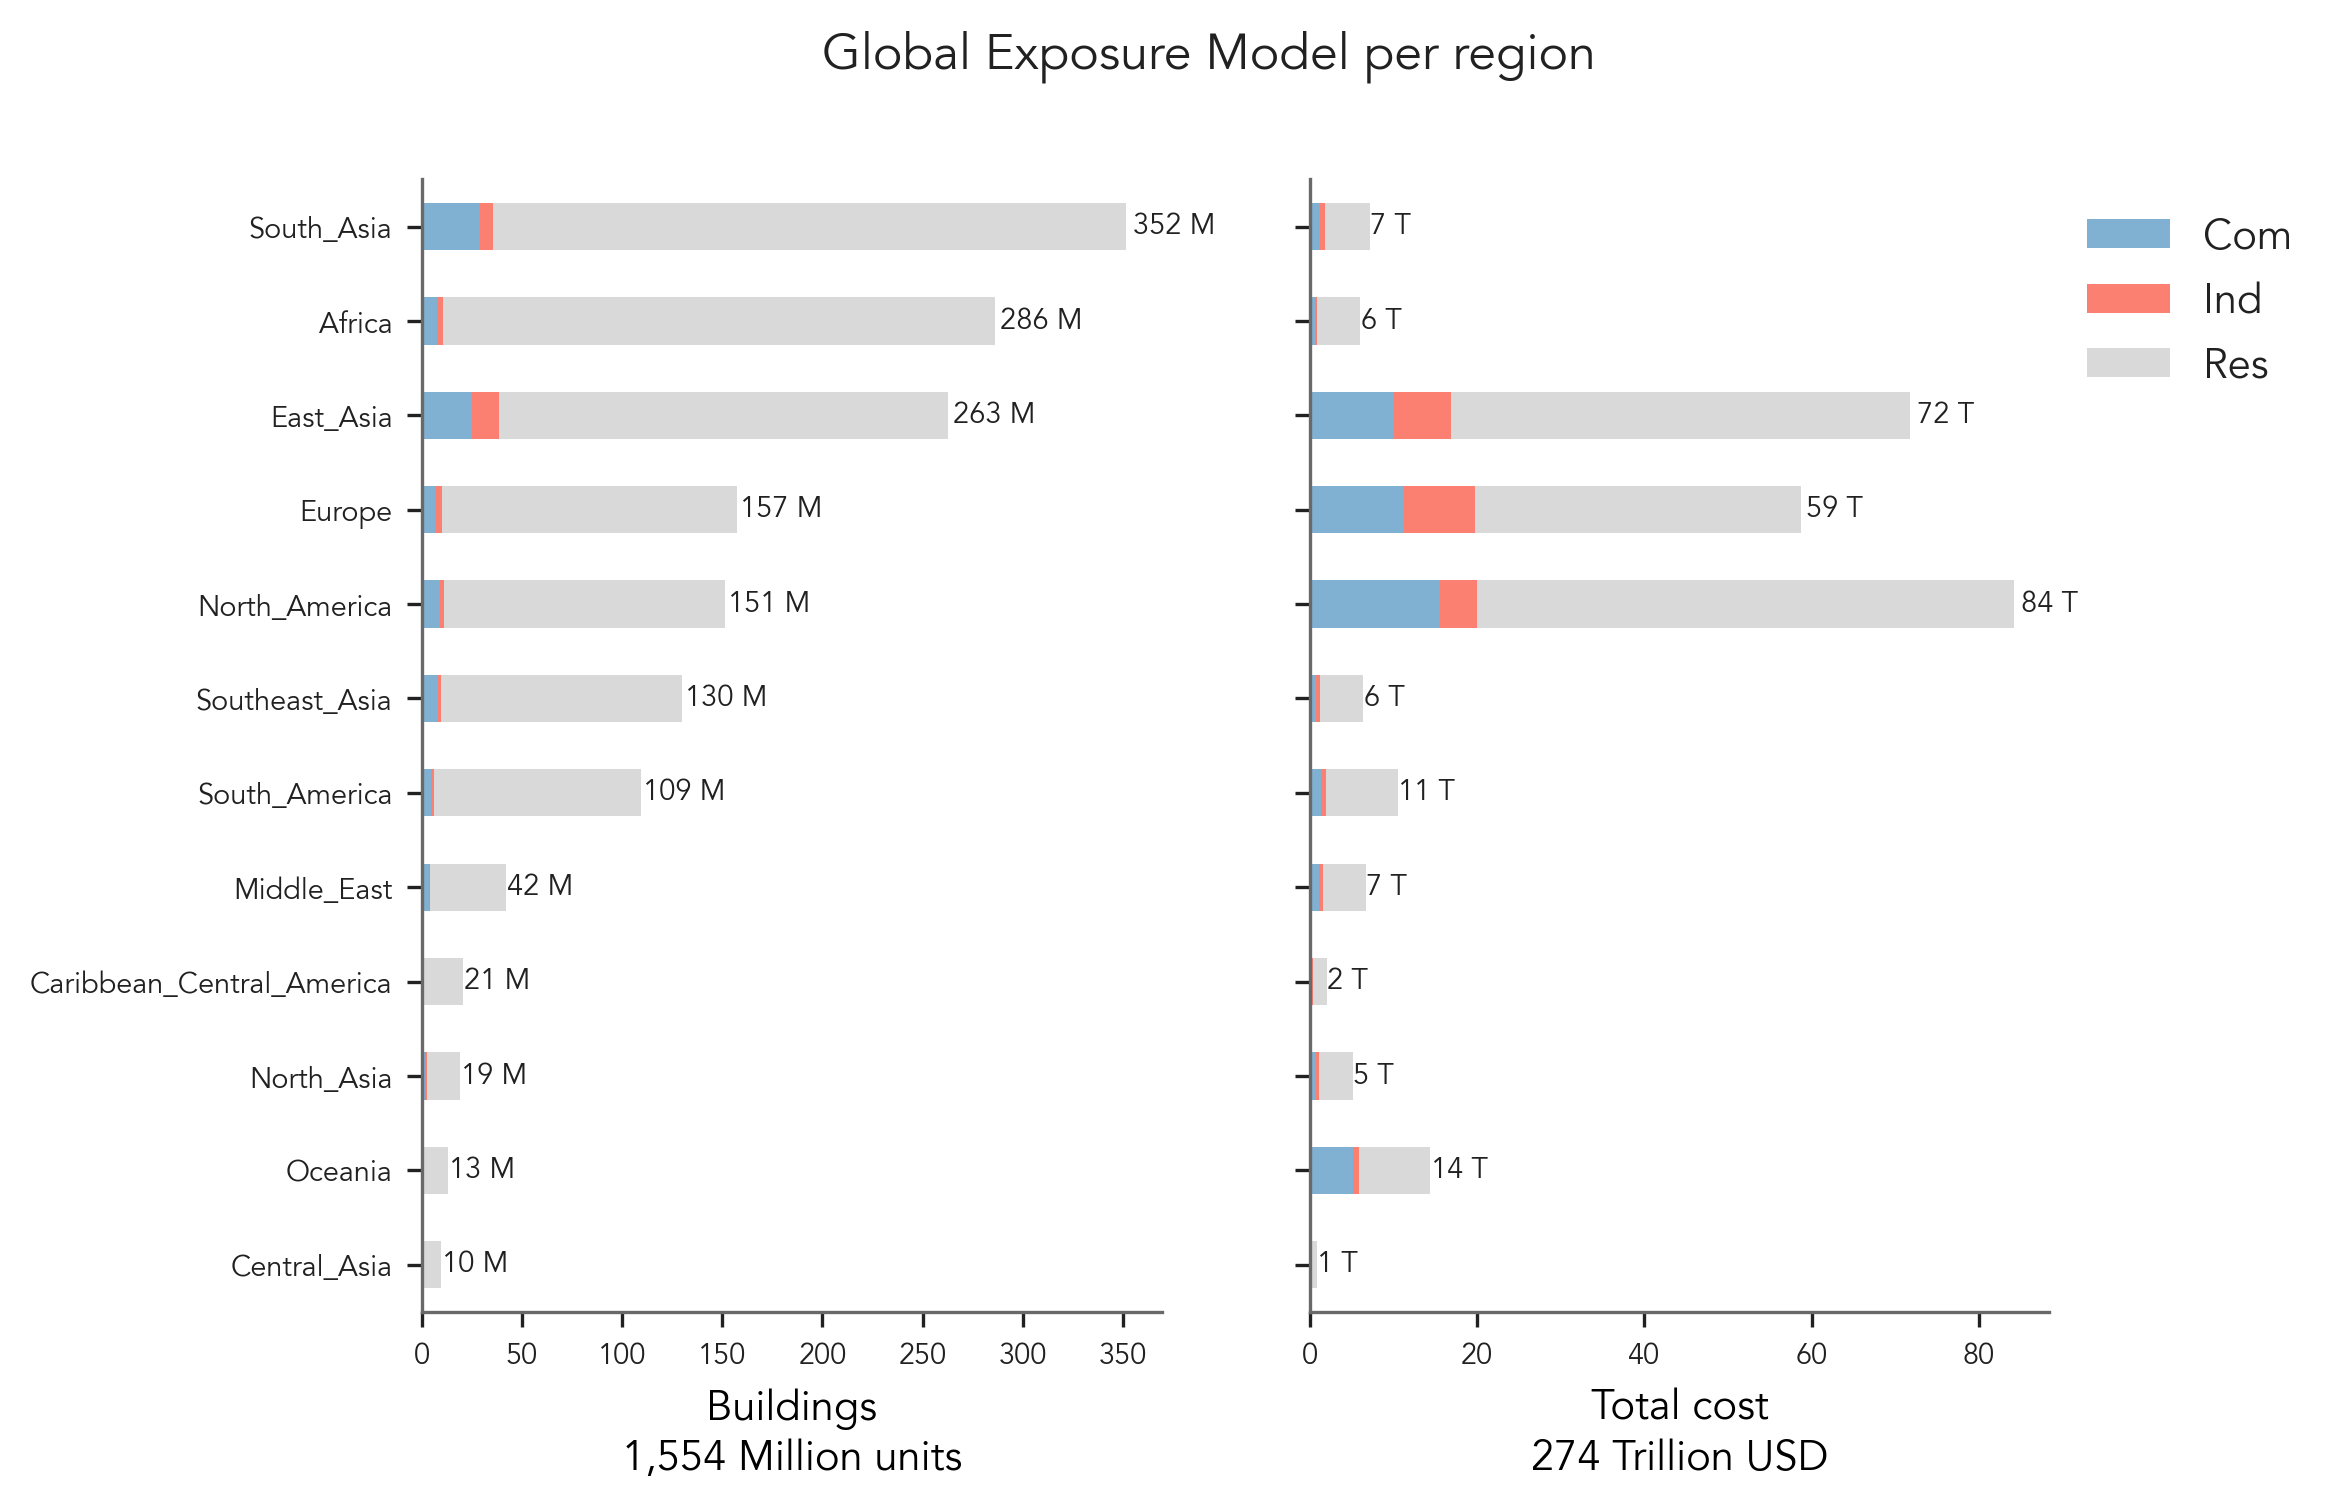 Global Exposure Model per region
South_Asia 352 M 7 T
Africa 286 M 6 T
East_Asia 263 M 72 T
Europe 157 M 59 T
North_America 151 M 84 T
Southeast_Asia 130 M 6 T
South_America 109 M 11 T
Middle_East 42 M 7 T
Caribbean_Central_America 21 M 2 T
North_Asia 19 M 5 T
Oceania 13 M 14 T
Central_Asia 10 M 1 T
0 50 100 150 200 250 300 350
Buildings
1,554 Million units
0 20 40 60 80
Total cost
274 Trillion USD
Com
Ind
Res